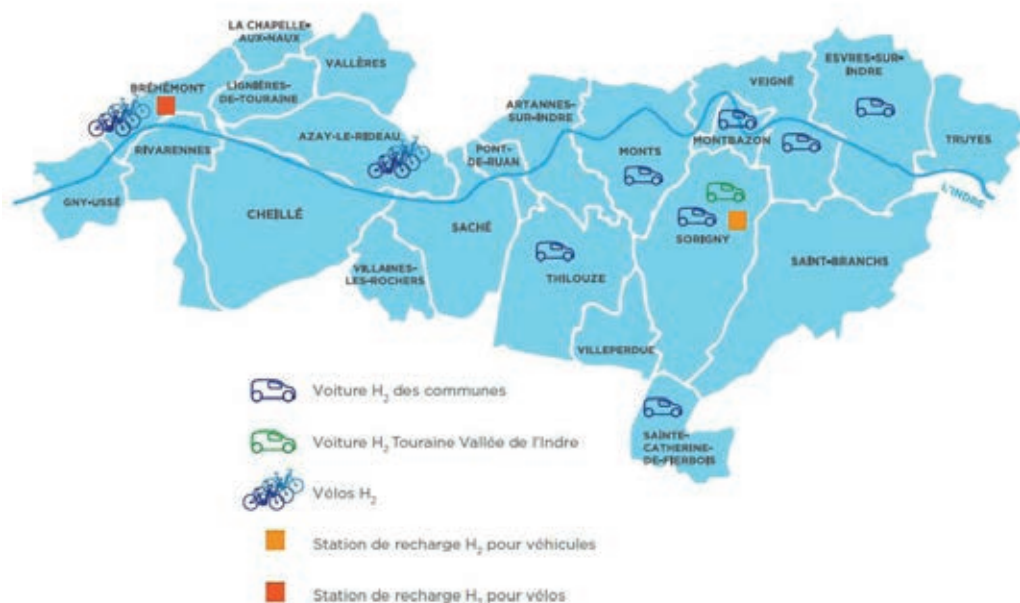 LA CHAPELLE-
AUX-NAUX
VALLÈRES
BRÉHÉMONT
LIGNIÈRES-
DE-TOURAINE
RIVARENNES
AZAY-LE-RIDEAU
GNY-USSÉ
CHEILLÉ
VILLAINES-
LES-ROCHERS
PONT-
DE-RUAN
SACHÉ
ARTANNES-
SUR-INDRE
MONTS
THILOUZE
VILLEPERDUE
VEIGNÉ
MONTBAZON
SORIGNY
ESVRES-SUR-
INDRE
TRUYES
L'INDRE
SAINT-BRANCHS
SAINTE-
CATHERINE-
DE-FIERBOIS
Voiture H₂ des communes
Voiture H₂ Touraine Vallée de l'Indre
Vélos H₂
Station de recharge H₂ pour véhicules
Station de recharge H₂ pour vélos